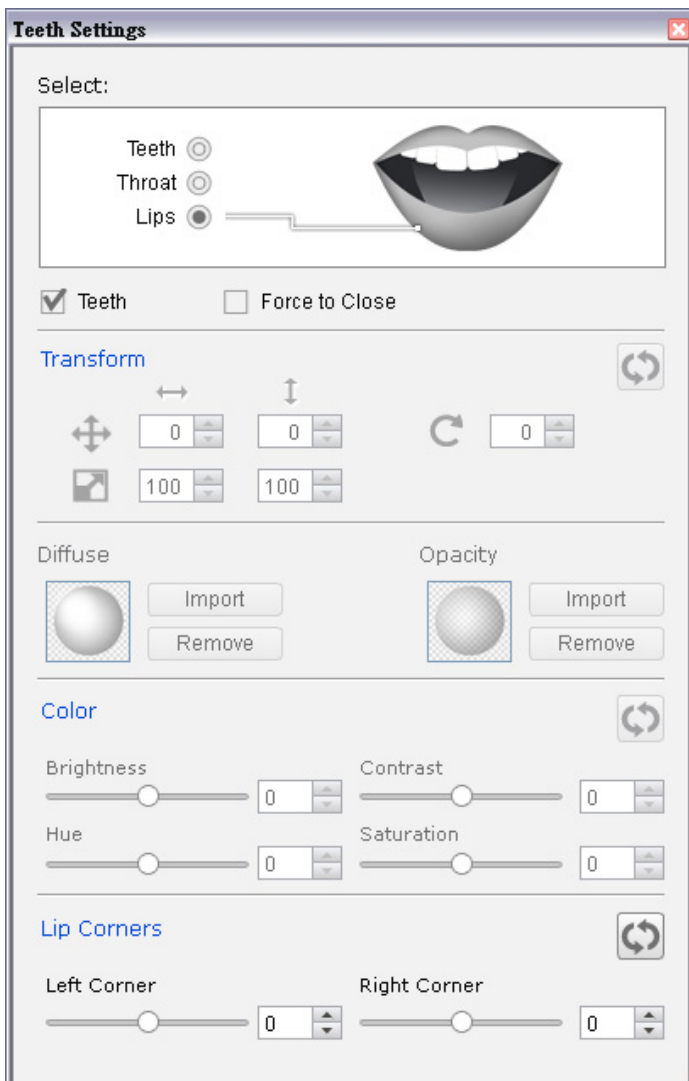 Teeth Settings
Select:
Teeth
Throat
Lips
Teeth Force to Close
Transform
0 0 0
100 100
Diffuse Opacity
Import Import
Remove Remove
Color
Brightness Contrast
0 0
Hue Saturation
0 0
Lip Corners
Left Corner Right Corner
0 0